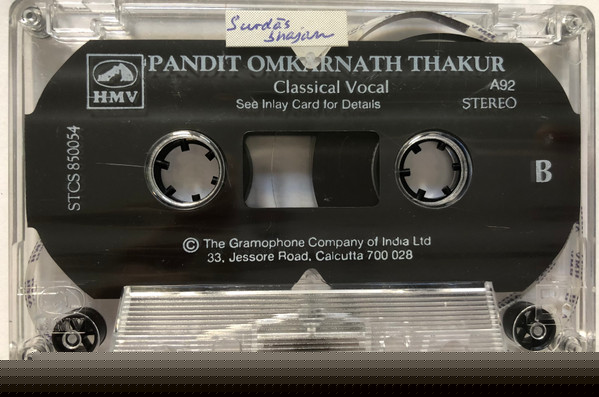 Surdās
bhajan
PANDIT OMKARNATH THAKUR
HMV
Classical Vocal
A92
See Inlay Card for Details
STEREO
STCS 850054
B
© The Gramophone Company of India Ltd
33, Jessore Road, Calcutta 700 028